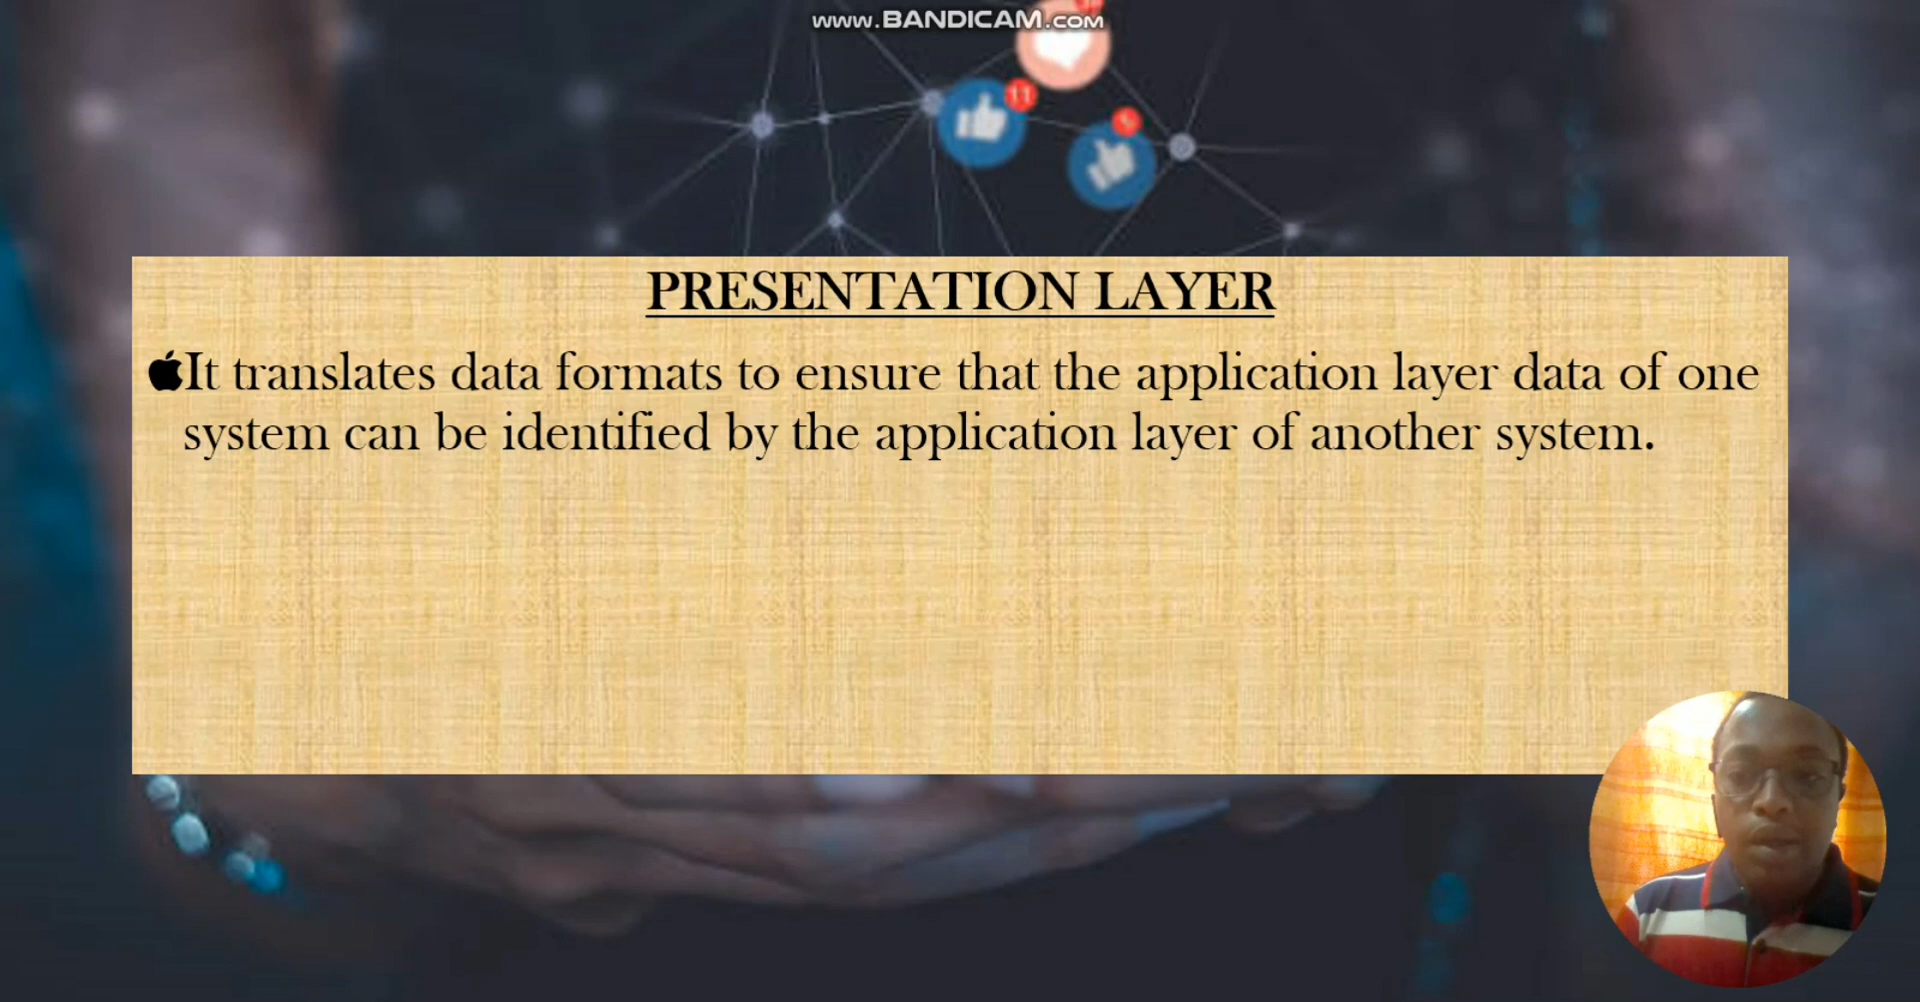 www.BANDICAM.com
11
PRESENTATION LAYER
It translates data formats to ensure that the application layer data of one
system can be identified by the application layer of another system.